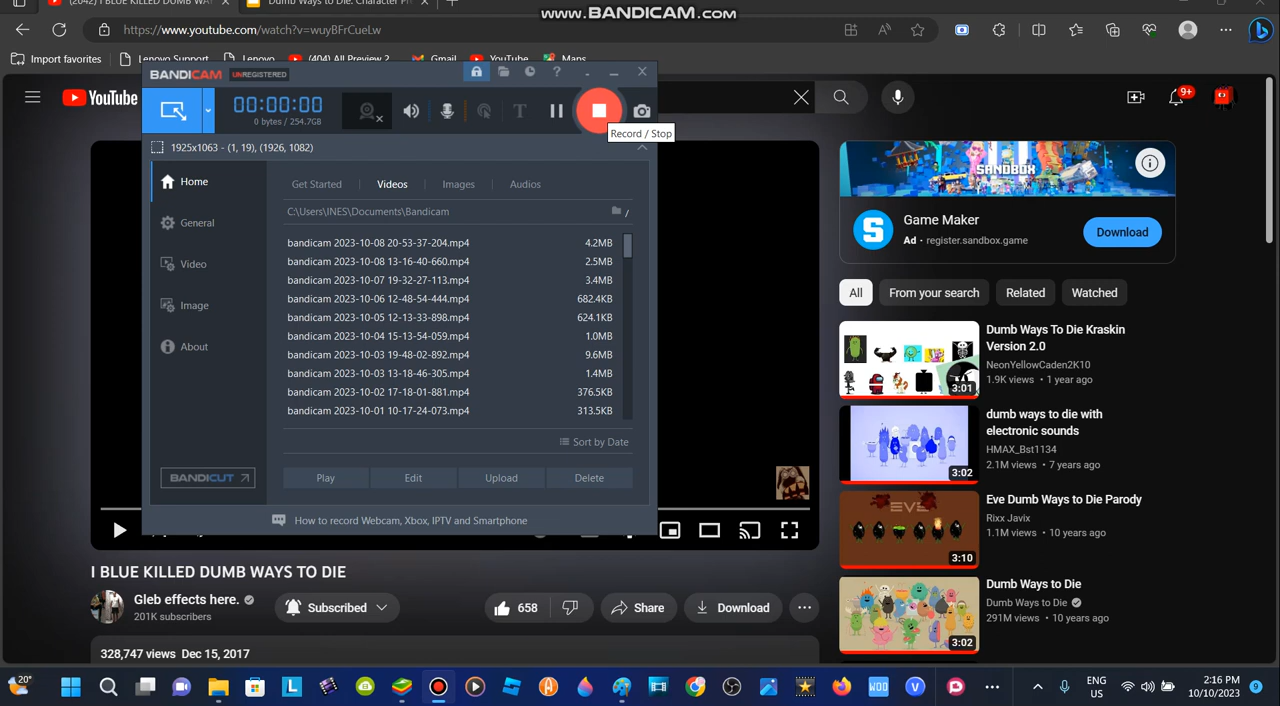 (2042) I BLUE KILLED DUMB WAY
Dumb Ways to Die: Character Pr
www.BANDICAM.com
https://www.youtube.com/watch?v=wuyBFrCueLw
Import favorites
Lenovo Support
Lenovo
(404) All Preview 2
Gmail
YouTube
Maps
BANDICAM UNREGISTERED
00:00:00
0 bytes / 254.7GB
Record / Stop
1925x1063 - (1, 19), (1926, 1082)
YouTube
9+
Home
General
Video
Image
About
BANDICUT
Get Started
Videos
Images
Audios
C:\Users\INES\Documents\Bandicam
bandicam 2023-10-08 20-53-37-204.mp4 4.2MB
bandicam 2023-10-08 13-16-40-660.mp4 2.5MB
bandicam 2023-10-07 19-32-27-113.mp4 3.4MB
bandicam 2023-10-06 12-48-54-444.mp4 682.4KB
bandicam 2023-10-05 12-13-33-898.mp4 624.1KB
bandicam 2023-10-04 15-13-54-059.mp4 1.0MB
bandicam 2023-10-03 19-48-02-892.mp4 9.6MB
bandicam 2023-10-03 13-18-46-305.mp4 1.4MB
bandicam 2023-10-02 17-18-01-881.mp4 376.5KB
bandicam 2023-10-01 10-17-24-073.mp4 313.5KB
Sort by Date
Play
Edit
Upload
Delete
How to record Webcam, Xbox, IPTV and Smartphone
I BLUE KILLED DUMB WAYS TO DIE
Gleb effects here.
201K subscribers
Subscribed
658
Share
Download
328,747 views Dec 15, 2017
SANDBOX
Game Maker
Ad · register.sandbox.game
Download
All
From your search
Related
Watched
Dumb Ways To Die Kraskin
Version 2.0
NeonYellowCaden2K10
1.9K views • 1 year ago
3:01
dumb ways to die with
electronic sounds
HMAX_Bst1134
2.1M views • 7 years ago
3:02
Eve Dumb Ways to Die Parody
Rixx Javix
1.1M views • 10 years ago
EVE
3:10
Dumb Ways to Die
Dumb Ways to Die
291M views • 10 years ago
3:02
20°
ENG
US
2:16 PM
10/10/2023
9